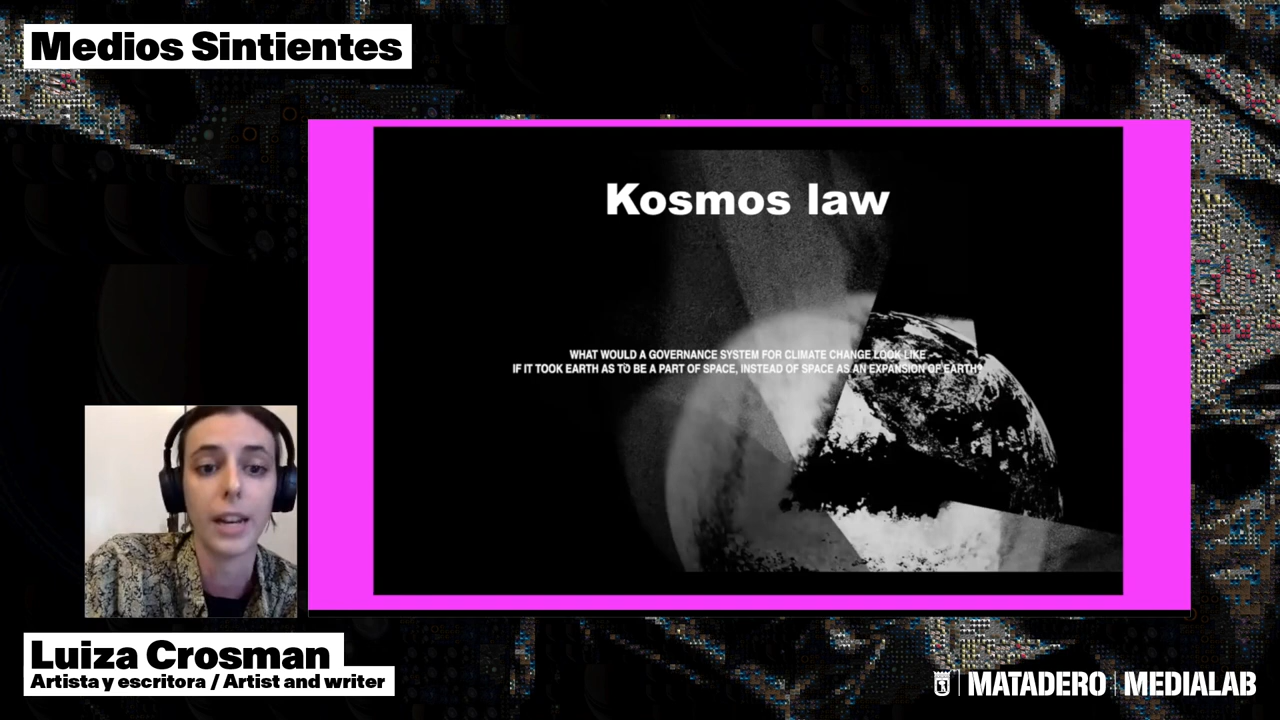 Medios Sintientes
Kosmos law
WHAT WOULD A GOVERNANCE SYSTEM FOR CLIMATE CHANGE LOOK LIKE
IF IT TOOK EARTH AS TO BE A PART OF SPACE, INSTEAD OF SPACE AS AN EXPANSION OF EARTH?
Luiza Crosman
Artista y escritora / Artist and writer
MATADERO | MEDIALAB